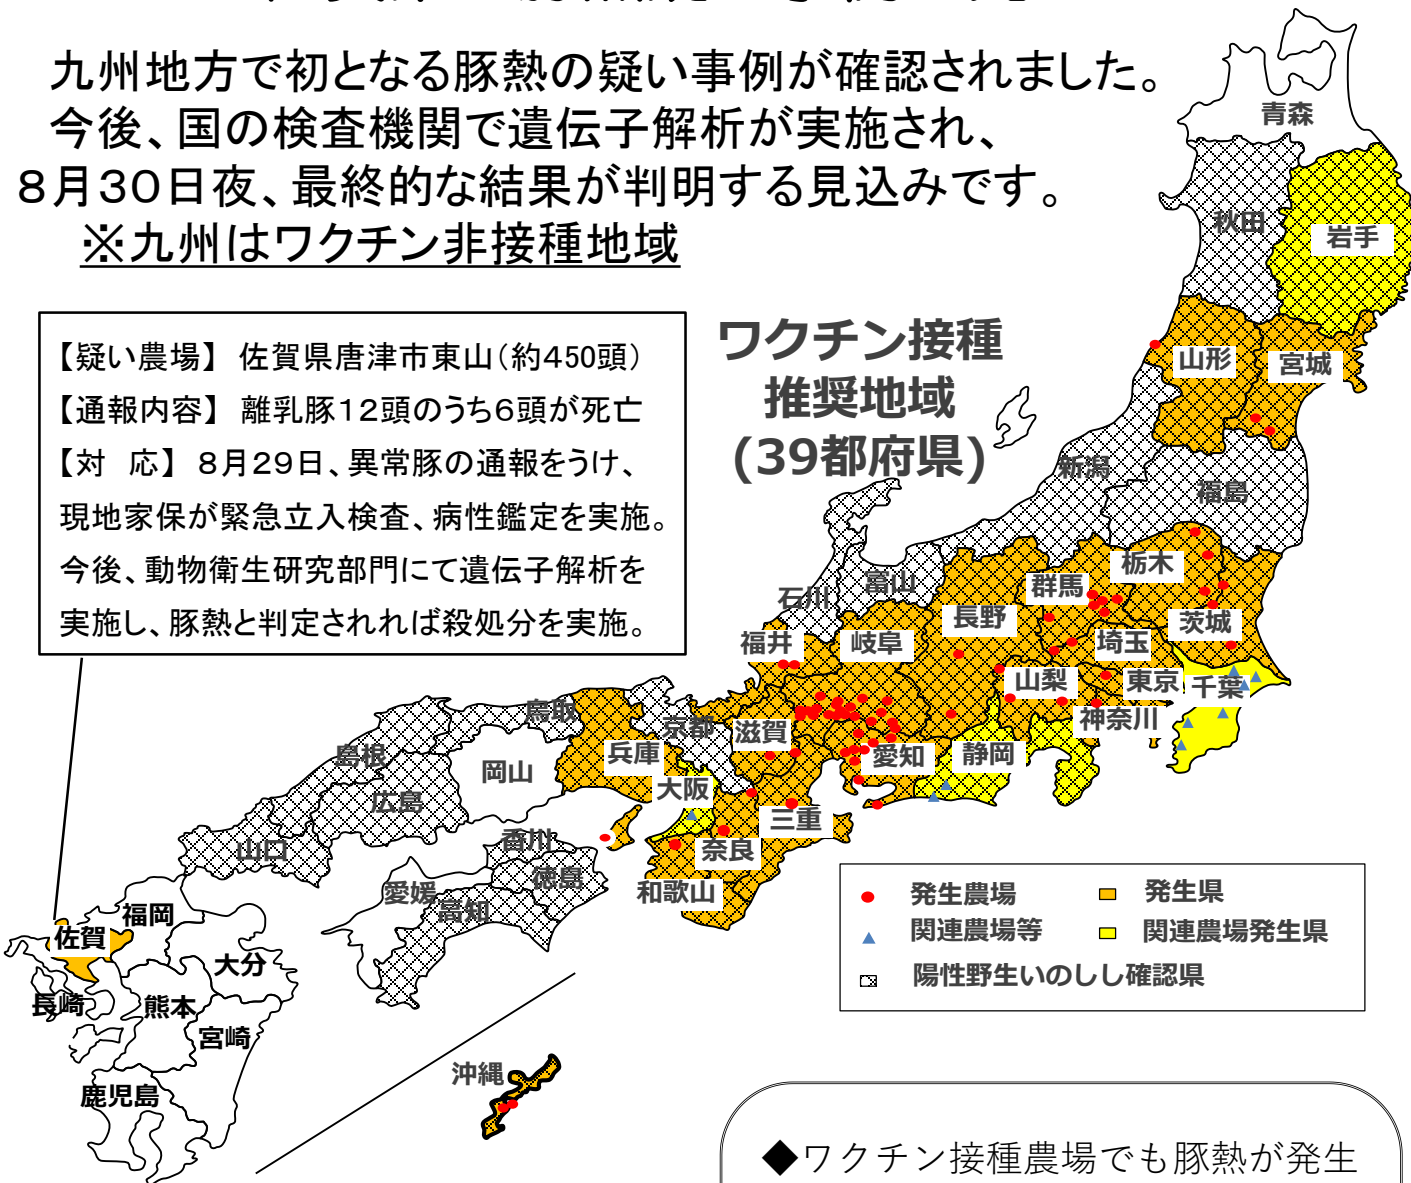 九州地方で初となる豚熱の疑い事例が確認されました。
今後、国の検査機関で遺伝子解析が実施され、
８月３０日夜、最終的な結果が判明する見込みです。
※九州はワクチン非接種地域
【疑い農場】 佐賀県唐津市東山（約450頭）
【通報内容】 離乳豚１２頭のうち６頭が死亡
【対　応】 ８月２９日、異常豚の通報をうけ、
現地家保が緊急立入検査、病性鑑定を実施。
今後、動物衛生研究部門にて遺伝子解析を
実施し、豚熱と判定されれば殺処分を実施。
ワクチン接種
推奨地域
(39都府県)
青森
秋田
岩手
山形
宮城
新潟
福島
栃木
群馬
富山
石川
長野
茨城
福井
岐阜
埼玉
山梨
東京
千葉
神奈川
鳥取
京都
滋賀
島根
兵庫
愛知
静岡
岡山
大阪
広島
三重
香川
山口
奈良
徳島
愛媛
高知
和歌山
福岡
佐賀
大分
長崎
熊本
宮崎
鹿児島
沖縄
発生農場
発生県
関連農場等
関連農場発生県
陽性野生いのしし確認県
◆ワクチン接種農場でも豚熱が発生